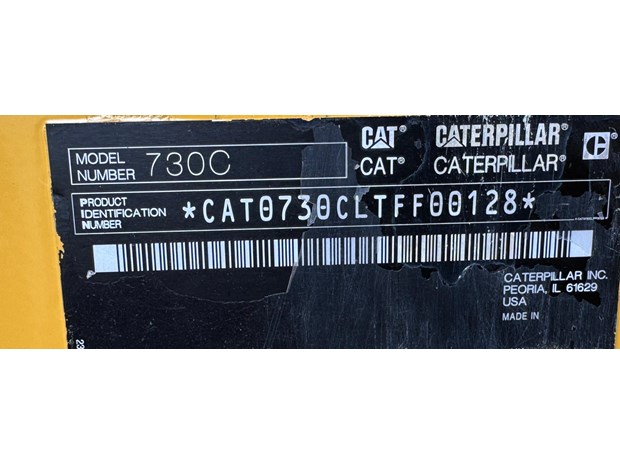 CAT® CATERPILLAR®
MODEL NUMBER 730C
CAT® CATERPILLAR®
PRODUCT IDENTIFICATION NUMBER *CAT0730CLTFF00128*
CATERPILLAR INC.
PEORIA, IL 61629
USA
MADE IN
23